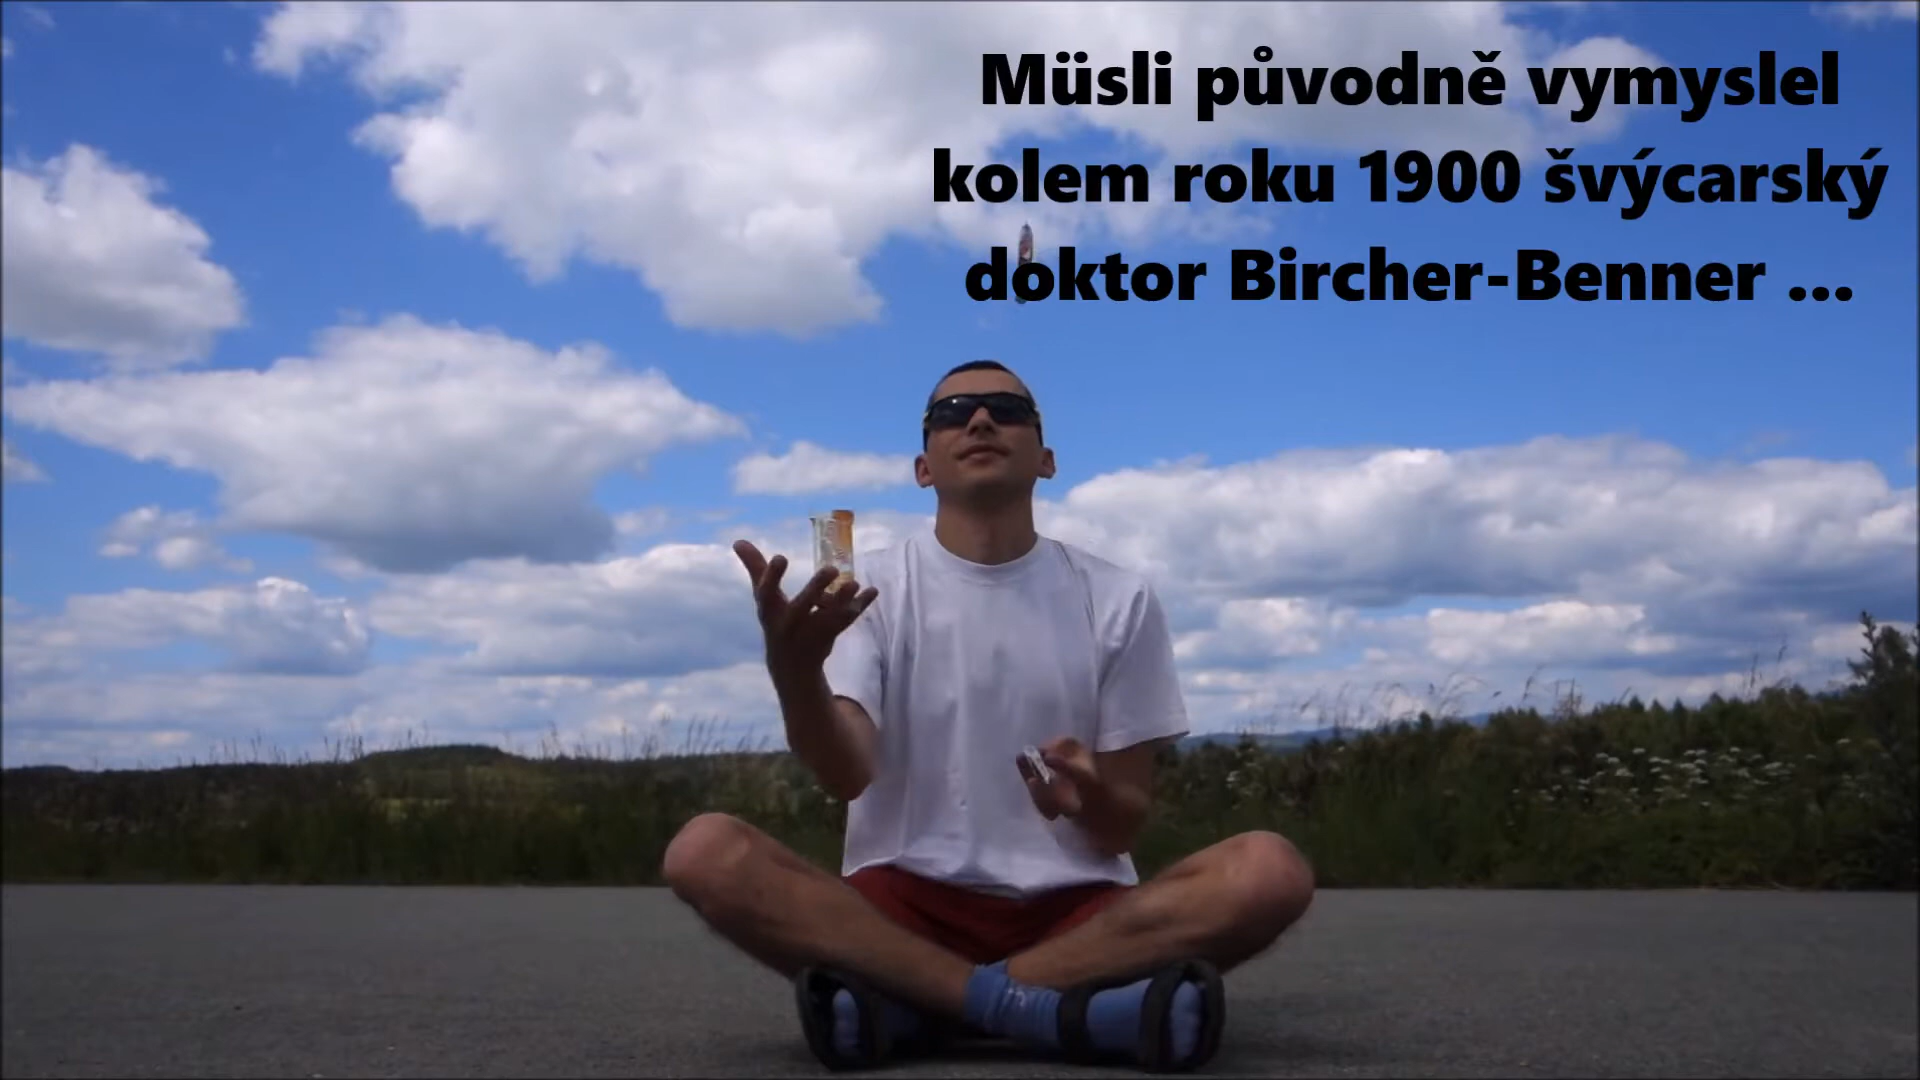 Müsli původně vymyslel
kolem roku 1900 švýcarský
doktor Bircher-Benner ...